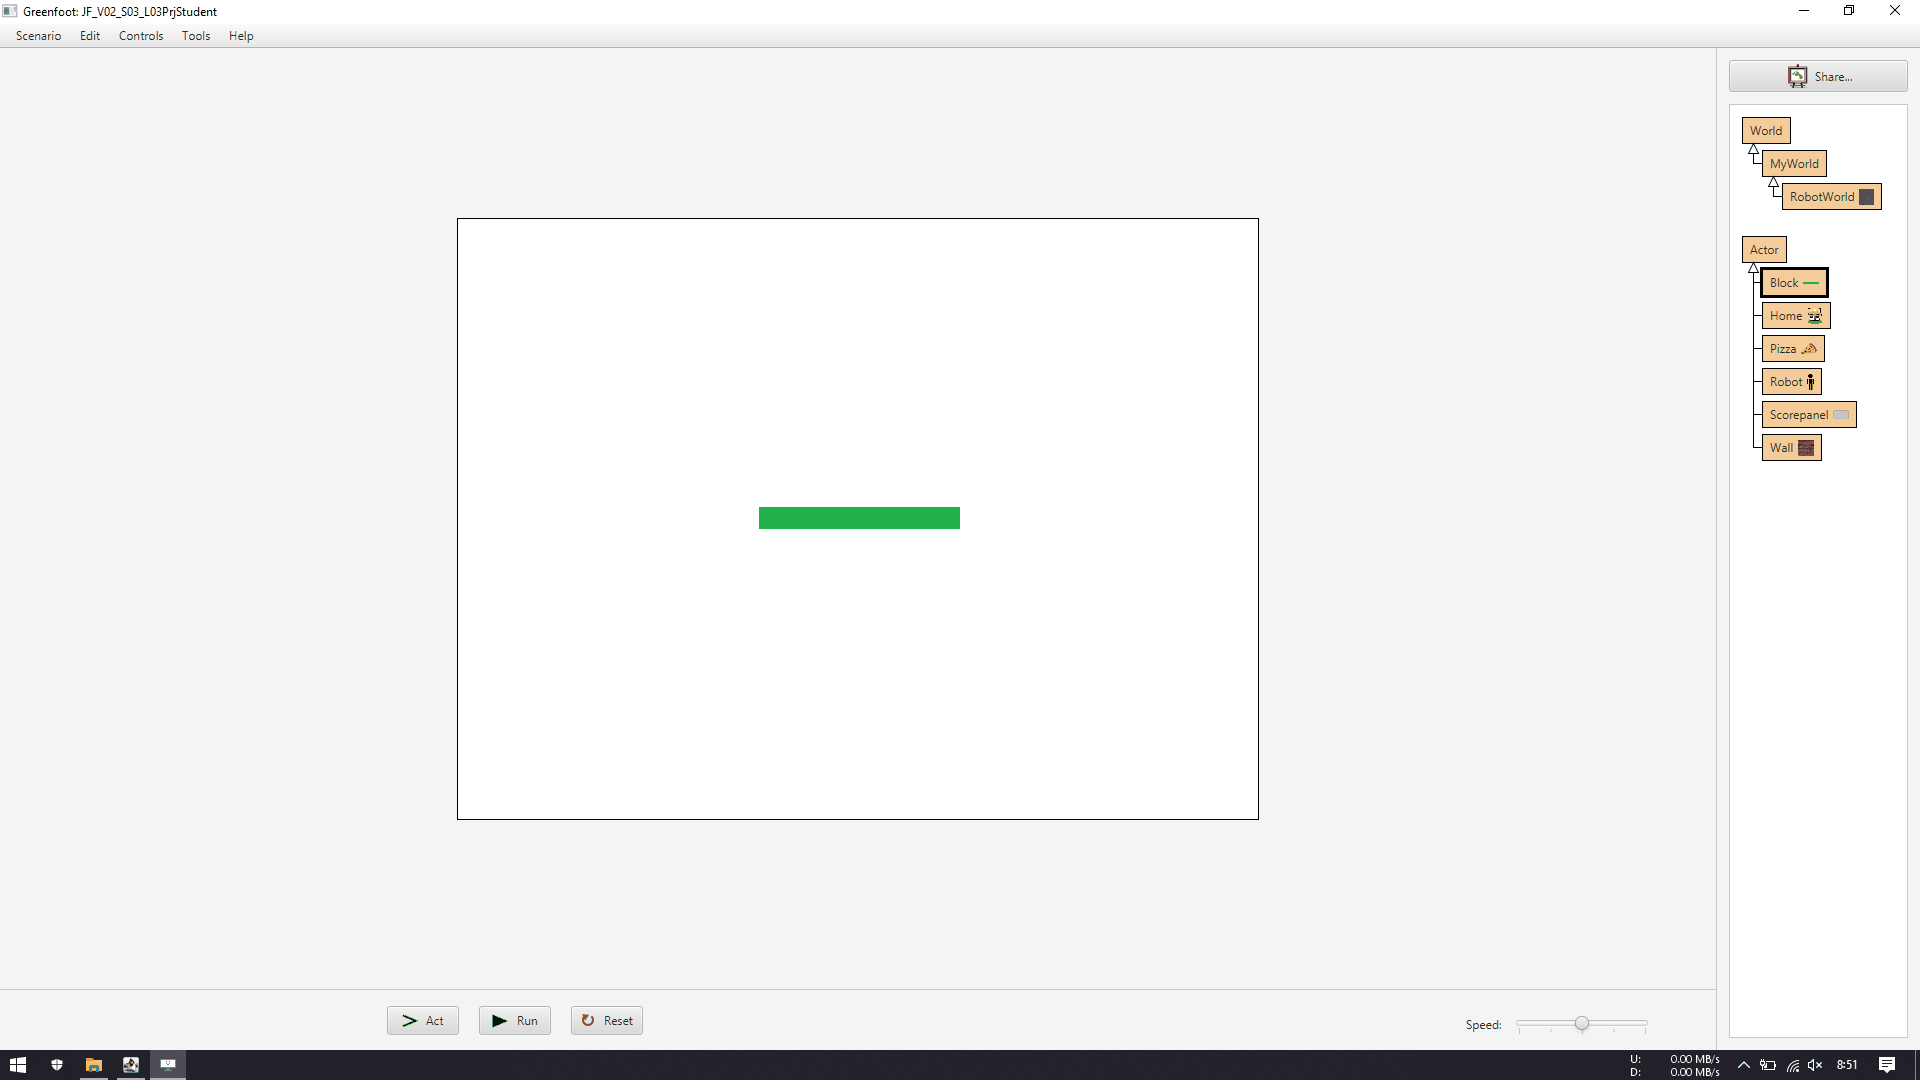 Greenfoot: JF_V02_S03_L03PrjStudent
Scenario Edit Controls Tools Help
Share...
World
MyWorld
RobotWorld
Actor
Block
Home
Pizza
Robot
Scorepanel
Wall
Act Run Reset Speed:
U: 0.00 MB/s
D: 0.00 MB/s
8:51